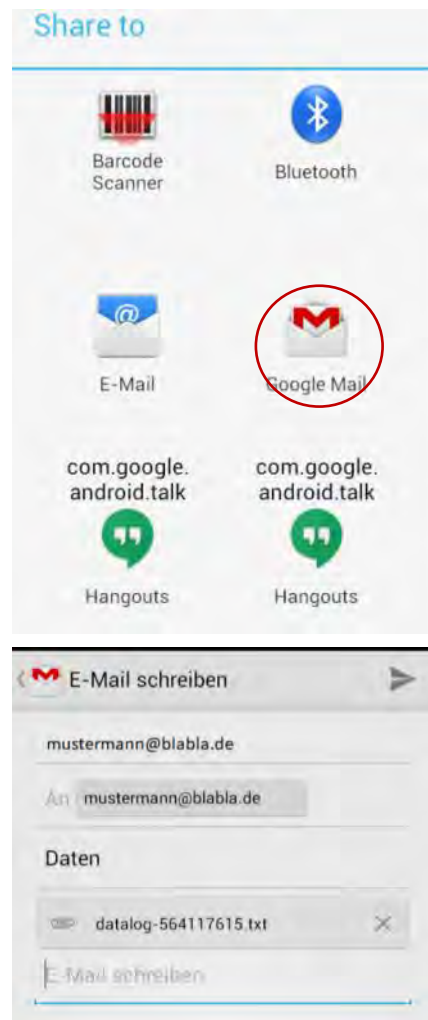 Share to
Barcode
Scanner
Bluetooth
@
E-Mail
Google Mail
com.google.
android.talk
com.google.
android.talk
Hangouts
Hangouts
E-Mail schreiben
mustermann@blabla.de
An mustermann@blabla.de
Daten
datalog-564117615.txt
E-Mail schreiben